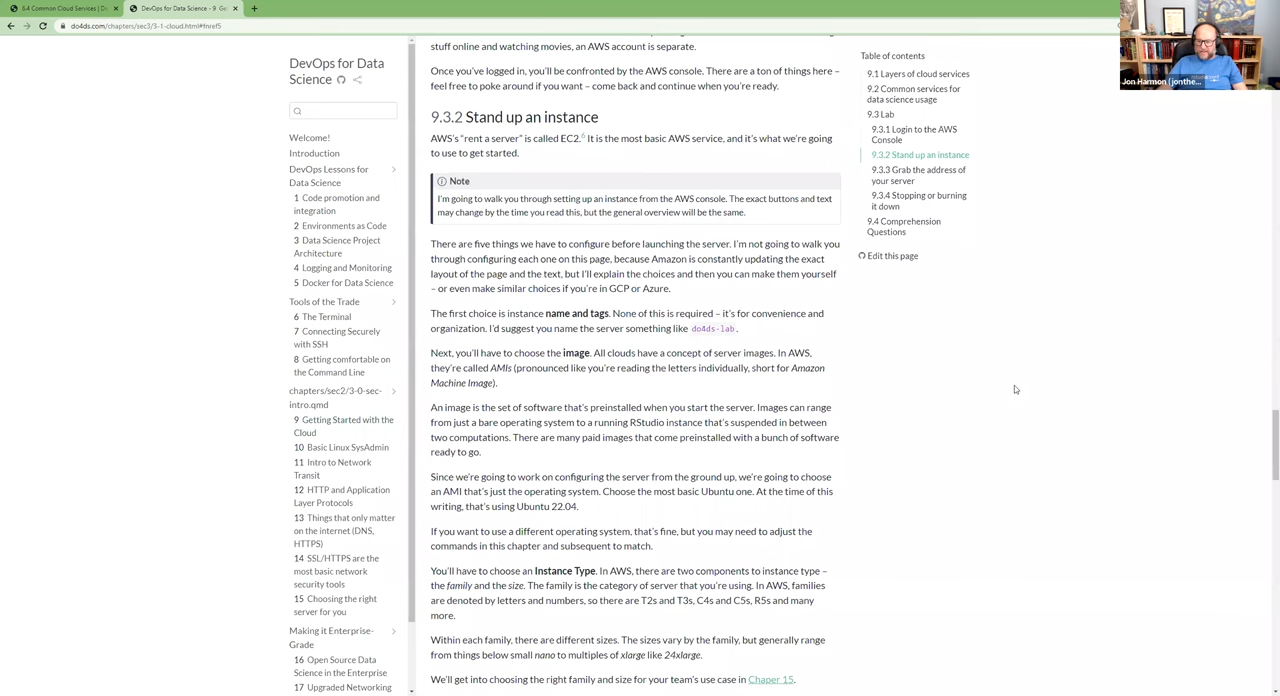 6.4 Common Cloud Services | Do
DevOps for Data Science - 9 Ge
do4ds.com/chapters/sec3/3-1-cloud.html#fnref5
Jon Harmon (jonthe...
DevOps for Data
Science
Welcome!
Introduction
DevOps Lessons for
Data Science
1 Code promotion and
integration
2 Environments as Code
3 Data Science Project
Architecture
4 Logging and Monitoring
5 Docker for Data Science
Tools of the Trade
6 The Terminal
7 Connecting Securely
with SSH
8 Getting comfortable on
the Command Line
chapters/sec2/3-0-sec-
intro.qmd
9 Getting Started with the
Cloud
10 Basic Linux SysAdmin
11 Intro to Network
Transit
12 HTTP and Application
Layer Protocols
13 Things that only matter
on the internet (DNS,
HTTPS)
14 SSL/HTTPS are the
most basic network
security tools
15 Choosing the right
server for you
Making it Enterprise-
Grade
16 Open Source Data
Science in the Enterprise
17 Upgraded Networking
stuff online and watching movies, an AWS account is separate.
Once you've logged in, you'll be confronted by the AWS console. There are a ton of things here –
feel free to poke around if you want – come back and continue when you're ready.
9.3.2 Stand up an instance
AWS's "rent a server" is called EC2.6 It is the most basic AWS service, and it's what we're going
to use to get started.
Note
I'm going to walk you through setting up an instance from the AWS console. The exact buttons and text
may change by the time you read this, but the general overview will be the same.
There are five things we have to configure before launching the server. I'm not going to walk you
through configuring each one on this page, because Amazon is constantly updating the exact
layout of the page and the text, but I'll explain the choices and then you can make them yourself
– or even make similar choices if you're in GCP or Azure.
The first choice is instance name and tags. None of this is required – it's for convenience and
organization. I'd suggest you name the server something like do4ds-lab.
Next, you'll have to choose the image. All clouds have a concept of server images. In AWS,
they're called AMIs (pronounced like you're reading the letters individually, short for Amazon
Machine Image).
An image is the set of software that's preinstalled when you start the server. Images can range
from just a bare operating system to a running RStudio instance that's suspended in between
two computations. There are many paid images that come preinstalled with a bunch of software
ready to go.
Since we're going to work on configuring the server from the ground up, we're going to choose
an AMI that's just the operating system. Choose the most basic Ubuntu one. At the time of this
writing, that's using Ubuntu 22.04.
If you want to use a different operating system, that's fine, but you may need to adjust the
commands in this chapter and subsequent to match.
You'll have to choose an Instance Type. In AWS, there are two components to instance type –
the family and the size. The family is the category of server that you're using. In AWS, families
are denoted by letters and numbers, so there are T2s and T3s, C4s and C5s, R5s and many
more.
Within each family, there are different sizes. The sizes vary by the family, but generally range
from things below small nano to multiples of xlarge like 24xlarge.
We'll get into choosing the right family and size for your team's use case in Chaper 15.
Table of contents
9.1 Layers of cloud services
9.2 Common services for
data science usage
9.3 Lab
9.3.1 Login to the AWS
Console
9.3.2 Stand up an instance
9.3.3 Grab the address of
your server
9.3.4 Stopping or burning
it down
9.4 Comprehension
Questions
Edit this page